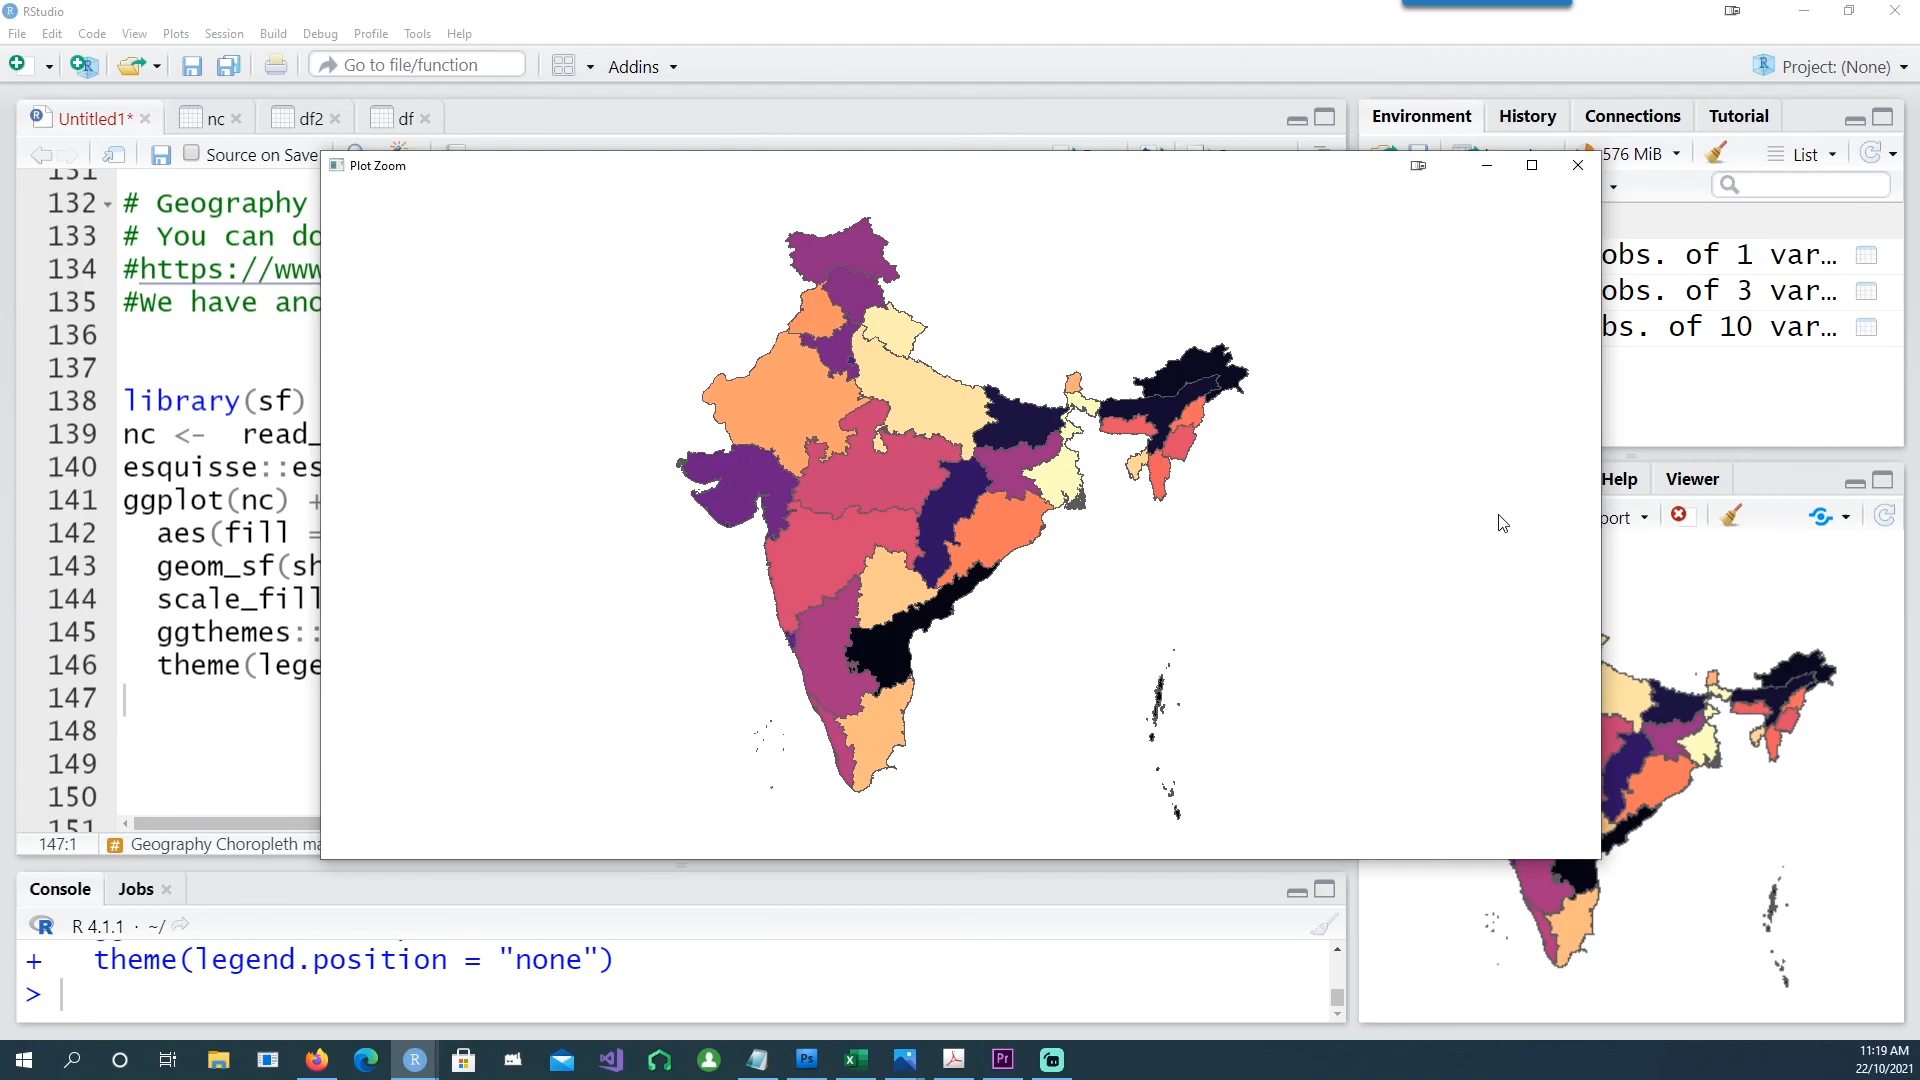 RStudio
File Edit Code View Plots Session Build Debug Profile Tools Help
Go to file/function
Addins
Project: (None)
Untitled1*
nc
df2
df
Environment History Connections Tutorial
Source on Save
576 MiB
List
Plot Zoom
131
132 # Geography
133 # You can do
134 #https://www
135 #We have ano
136
137
138 library(sf)
139 nc <- read_
140 esquisse::es
141 ggplot(nc) +
142 aes(fill =
143 geom_sf(sh
144 scale_fill
145 ggthemes::
146 theme(lege
147
148
149
150
151
obs. of 1 var...
obs. of 3 var...
bs. of 10 var...
Help Viewer
port
147:1
# Geography Choropleth ma
Console Jobs
R R 4.1.1 · ~/
+ theme(legend.position = "none")
>
Ps
Pr
11:19 AM
22/10/2021